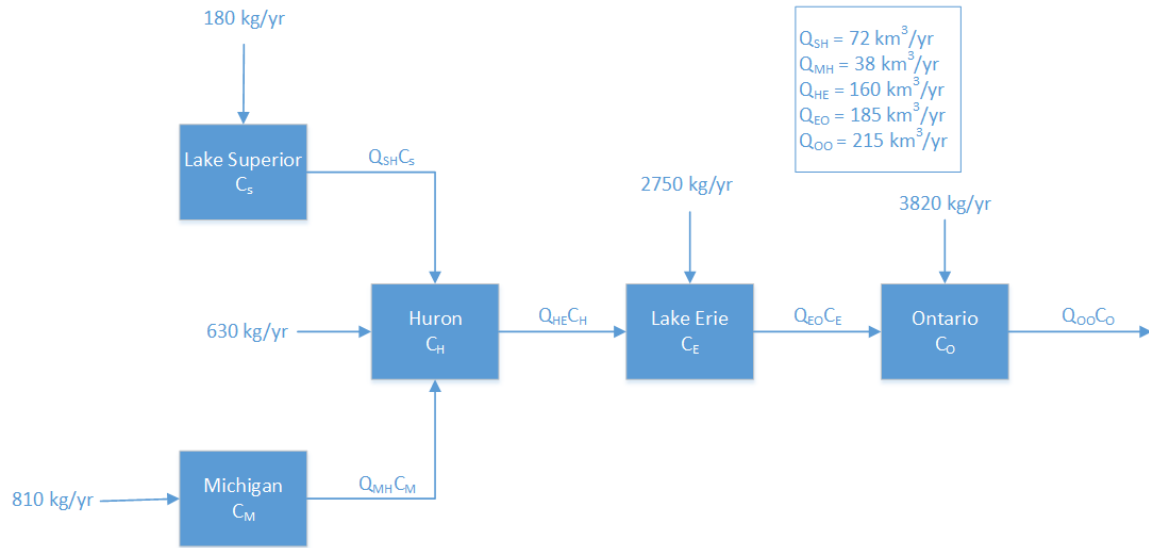 180 kg/yr
Q_SH = 72 km³/yr
Q_MH = 38 km³/yr
Q_HE = 160 km³/yr
Q_EO = 185 km³/yr
Q_OO = 215 km³/yr
Lake Superior
C_s
Q_SHC_s
2750 kg/yr
3820 kg/yr
630 kg/yr
Huron
C_H
Q_HEC_H
Lake Erie
C_E
Q_EOC_E
Ontario
C_O
Q_OOC_O
810 kg/yr
Michigan
C_M
Q_MHC_M